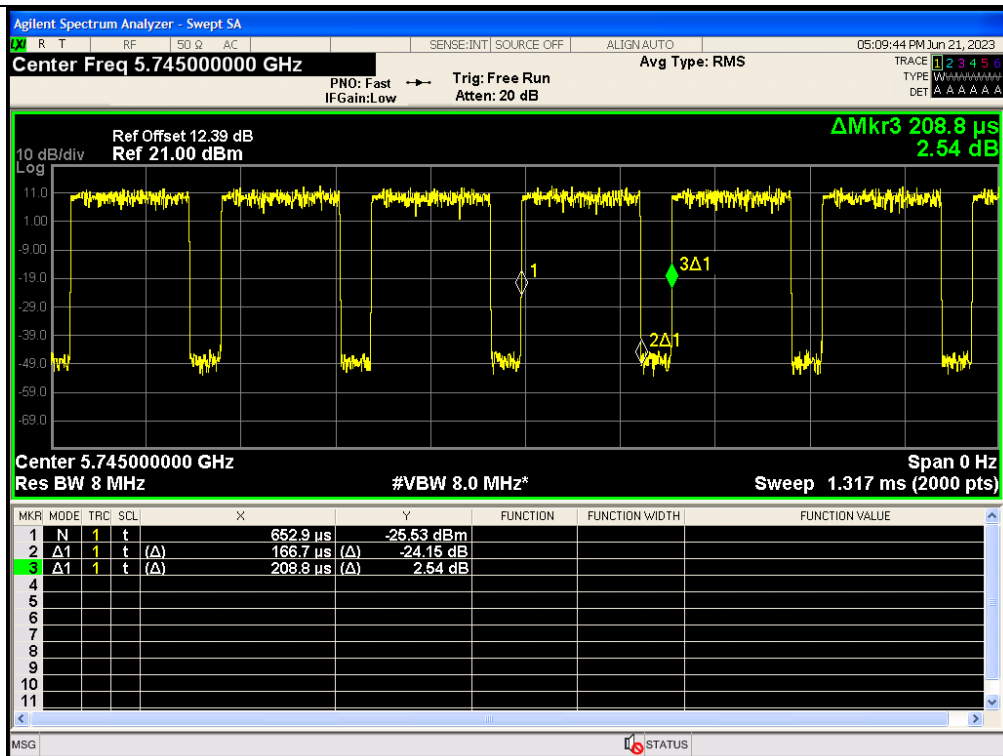 Agilent Spectrum Analyzer - Swept SA
LXI R T RF 50 Ω AC SENSE:INT SOURCE OFF ALIGN AUTO 05:09:44 PM Jun 21, 2023
Center Freq 5.745000000 GHz
Avg Type: RMS
TRACE 1 2 3 4 5 6
PNO: Fast Trig: Free Run
TYPE W
IFGain:Low Atten: 20 dB
DET A A A A A A
ΔMkr3 208.8 µs
2.54 dB
Ref Offset 12.39 dB
10 dB/div Ref 21.00 dBm
Log
11.0
1.00
-9.00
-19.0
-29.0
-39.0
-49.0
-59.0
-69.0
1
3Δ1
2Δ1
Center 5.745000000 GHz Span 0 Hz
Res BW 8 MHz #VBW 8.0 MHz* Sweep 1.317 ms (2000 pts)
MKR MODE TRC SCL X Y FUNCTION FUNCTION WIDTH FUNCTION VALUE
1 N 1 t 652.9 µs -25.53 dBm
2 Δ1 1 t (Δ) 166.7 µs (Δ) -24.15 dB
3 Δ1 1 t (Δ) 208.8 µs (Δ) 2.54 dB
4
5
6
7
8
9
10
11
MSG STATUS